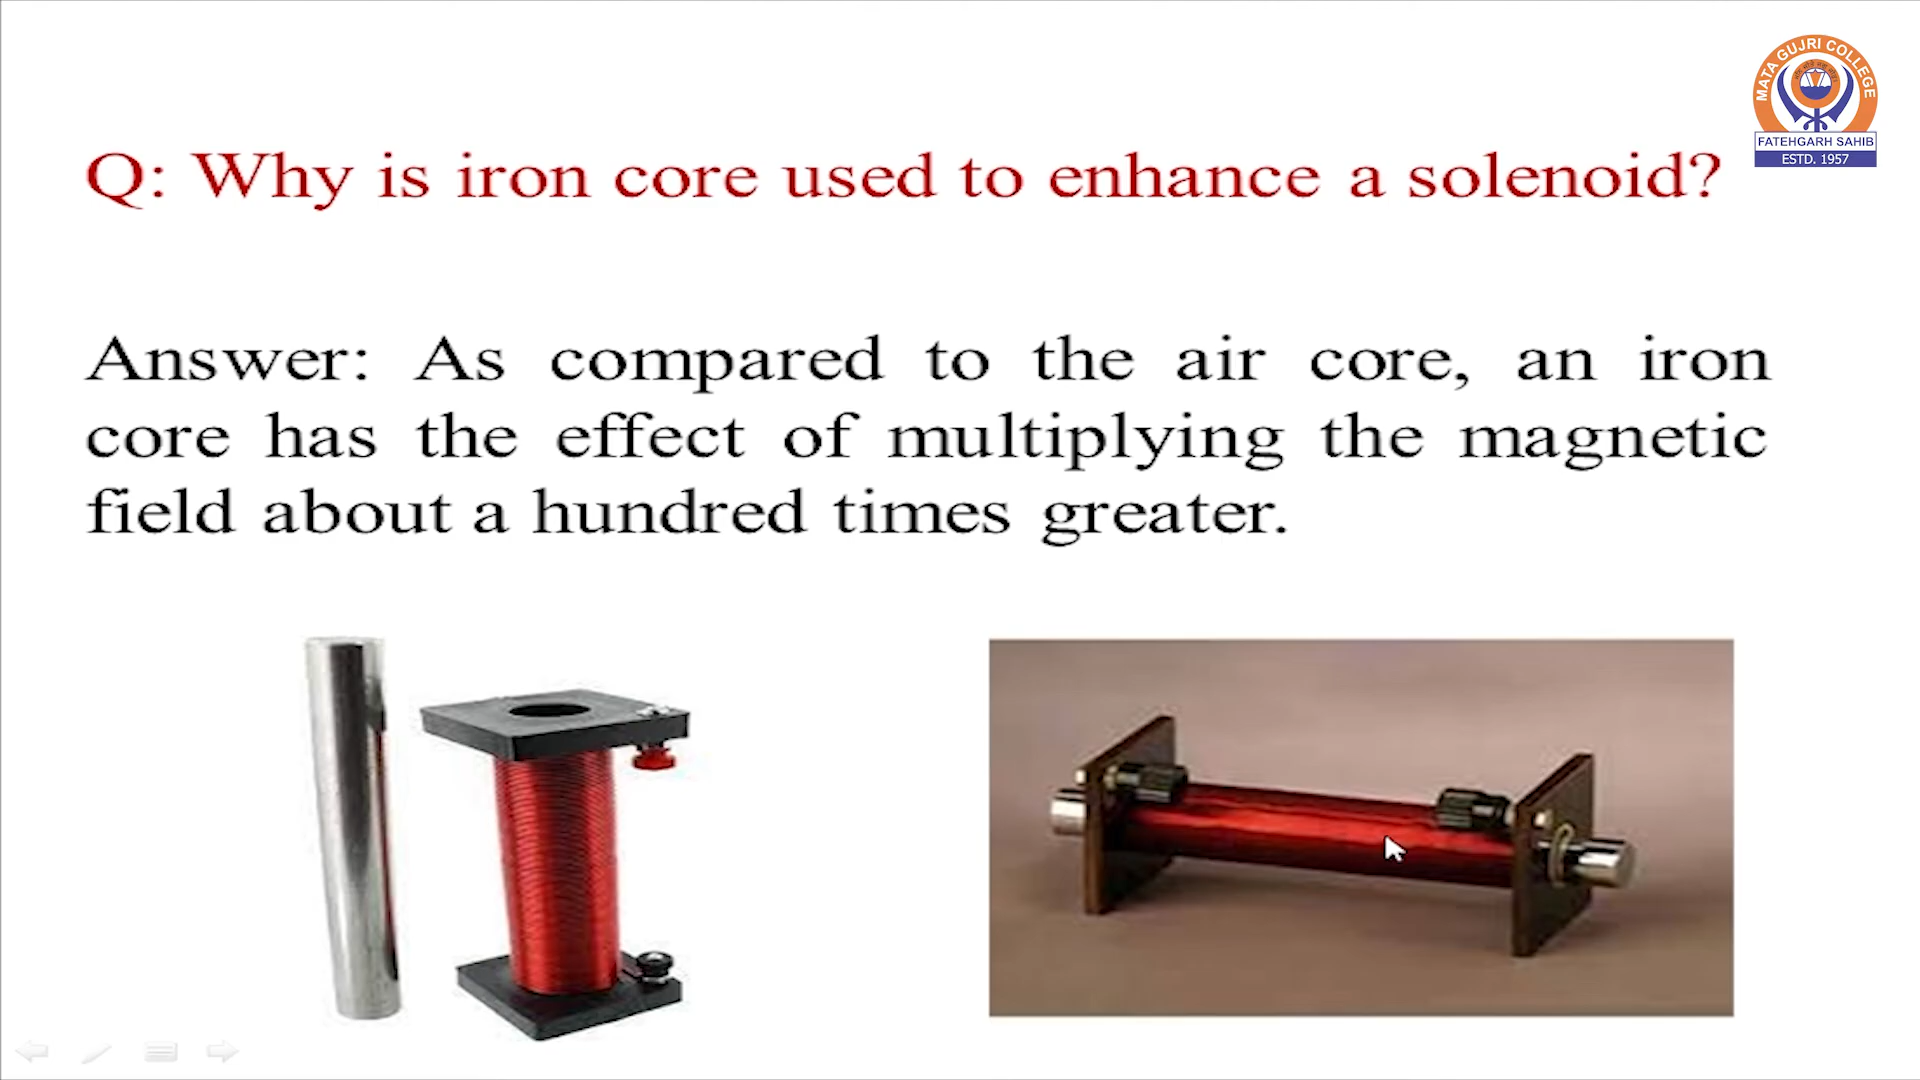 MATA GUJRI COLLEGE
FATEHGARH SAHIB
ESTD. 1957
Q: Why is iron core used to enhance a solenoid?
Answer: As compared to the air core, an iron
core has the effect of multiplying the magnetic
field about a hundred times greater.